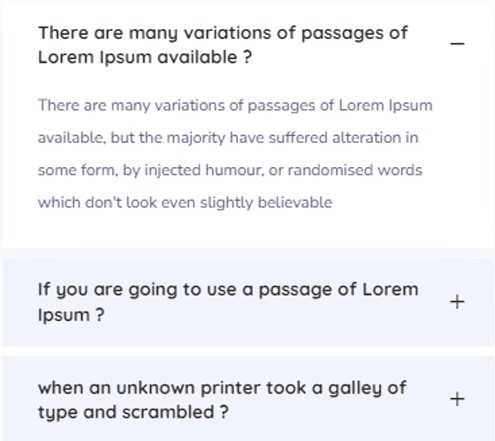 There are many variations of passages of
Lorem Ipsum available ?
There are many variations of passages of Lorem Ipsum
available, but the majority have suffered alteration in
some form, by injected humour, or randomised words
which don't look even slightly believable
If you are going to use a passage of Lorem
Ipsum ?
when an unknown printer took a galley of
type and scrambled ?